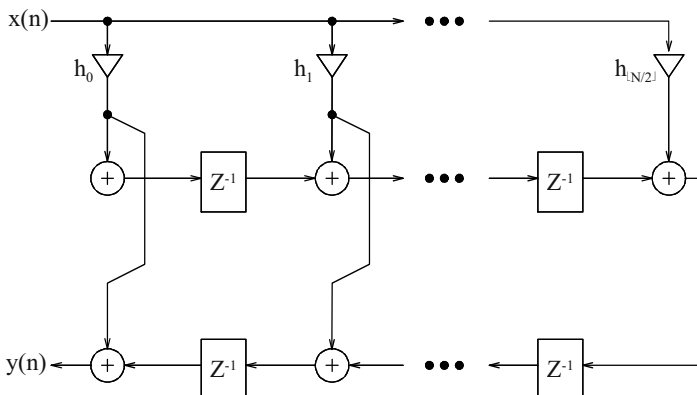 x(n)
h₀ h₁ h⌊N/2⌋
+ Z⁻¹ + Z⁻¹ +
y(n) + Z⁻¹ + Z⁻¹